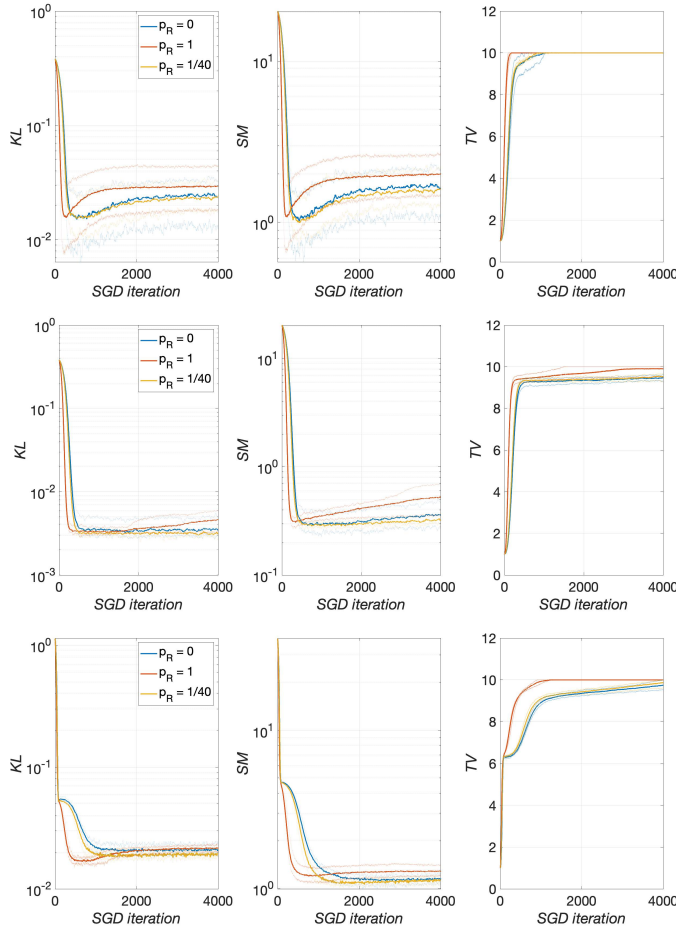 10^0
10^-1
10^-2
KL
0
2000
4000
SGD iteration
p_R = 0
p_R = 1
p_R = 1/40
10^1
10^0
SM
0
2000
4000
SGD iteration
12
10
8
6
4
2
0
TV
0
2000
4000
SGD iteration
10^0
10^-1
10^-2
10^-3
KL
0
2000
4000
SGD iteration
p_R = 0
p_R = 1
p_R = 1/40
10^1
10^0
10^-1
SM
0
2000
4000
SGD iteration
12
10
8
6
4
2
0
TV
0
2000
4000
SGD iteration
10^0
10^-1
10^-2
KL
0
2000
4000
SGD iteration
p_R = 0
p_R = 1
p_R = 1/40
10^1
10^0
SM
0
2000
4000
SGD iteration
12
10
8
6
4
2
0
TV
0
2000
4000
SGD iteration